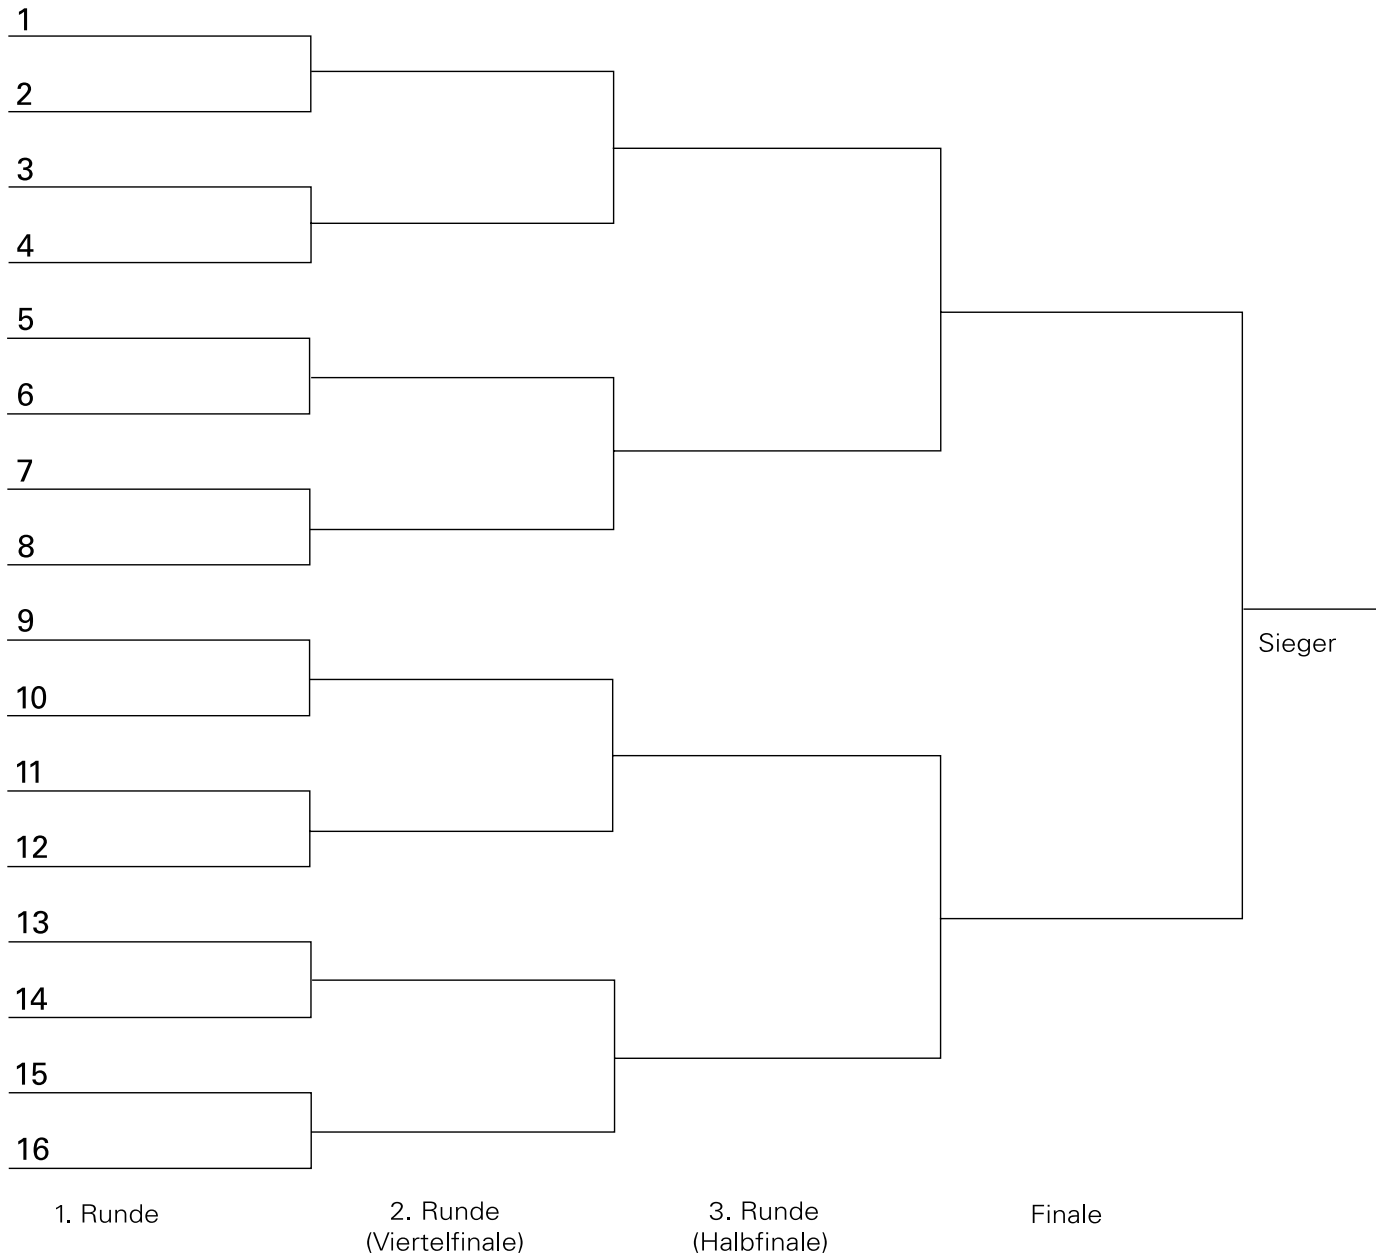 1
2
3
4
5
6
7
8
9
10
11
12
13
14
15
16
Sieger
1. Runde
2. Runde
(Viertelfinale)
3. Runde
(Halbfinale)
Finale